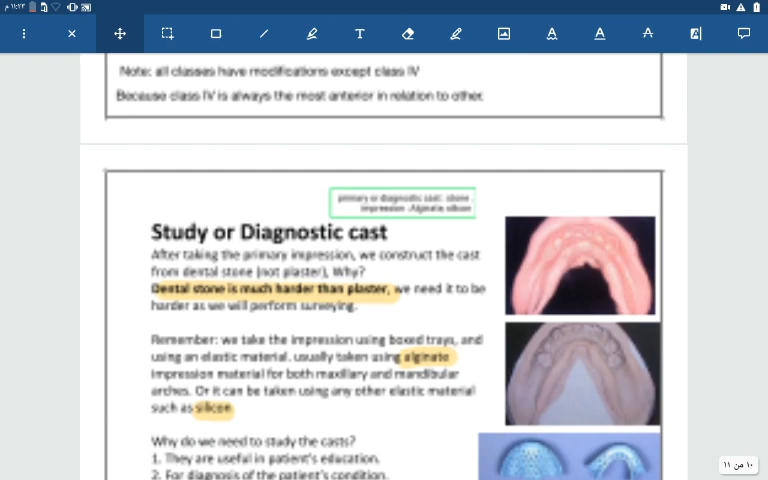 ١١:٢٣ م
Note: all classes have modifications except class IV
Because class IV is always the most anterior in relation to other.
primary or diagnostic cast: stone .
impression: Alginate, silicon
Study or Diagnostic cast
After taking the primary impression, we construct the cast
from dental stone (not plaster), Why?
Dental stone is much harder than plaster, we need it to be
harder as we will perform surveying.
Remember: we take the impression using boxed trays, and
using an elastic material. usually taken using alginate
impression material for both maxillary and mandibular
arches. Or it can be taken using any other elastic material
such as silicon
Why do we need to study the casts?
1. They are useful in patient's education.
2. For diagnosis of the patient's condition.
١٠ من ١١